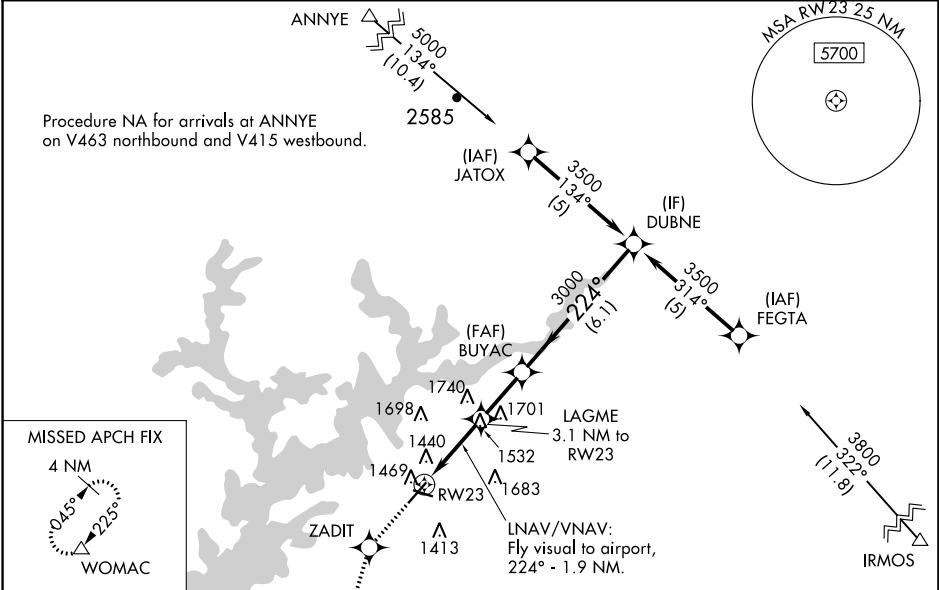 ANNYE
5000
134°
(10.4)
MSA RW23 25 NM
5700
2585
Procedure NA for arrivals at ANNYE
on V463 northbound and V415 westbound.
(IAF)
JATOX
3500
134°
(5)
(IF)
DUBNE
3500
314°
(5)
(IAF)
FEGTA
3000
224°
(6.1)
(FAF)
BUYAC
1740
1698
1701
LAGME
3.1 NM to
RW23
1440
1532
1469
RW23
1683
3800
322°
(11.8)
MISSED APCH FIX
4 NM
045°
225°
WOMAC
ZADIT
1413
LNAV/VNAV:
Fly visual to airport,
224° - 1.9 NM.
IRMOS